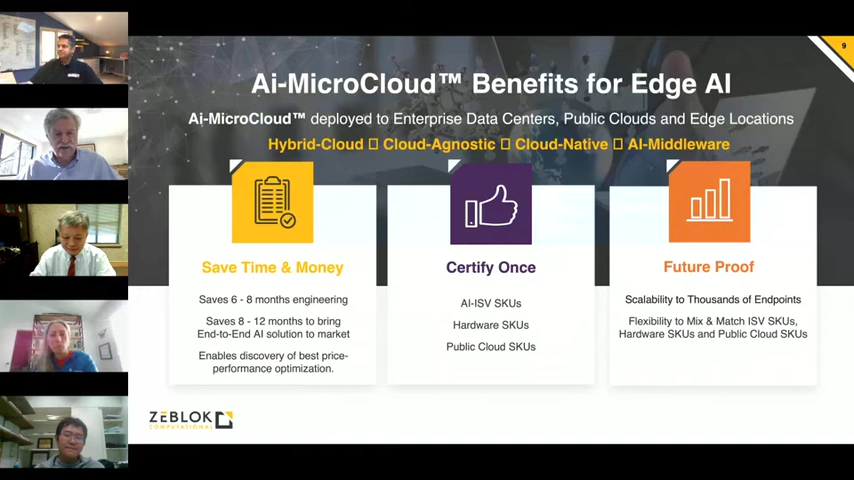 9
Ai-MicroCloud™ Benefits for Edge AI
Ai-MicroCloud™ deployed to Enterprise Data Centers, Public Clouds and Edge Locations
Hybrid-Cloud ▯ Cloud-Agnostic ▯ Cloud-Native ▯ AI-Middleware
Save Time & Money
Saves 6 - 8 months engineering
Saves 8 - 12 months to bring
End-to-End AI solution to market
Enables discovery of best price-
performance optimization.
Certify Once
AI-ISV SKUs
Hardware SKUs
Public Cloud SKUs
Future Proof
Scalability to Thousands of Endpoints
Flexibility to Mix & Match ISV SKUs,
Hardware SKUs and Public Cloud SKUs
ZEBLOK
COMPUTATIONAL